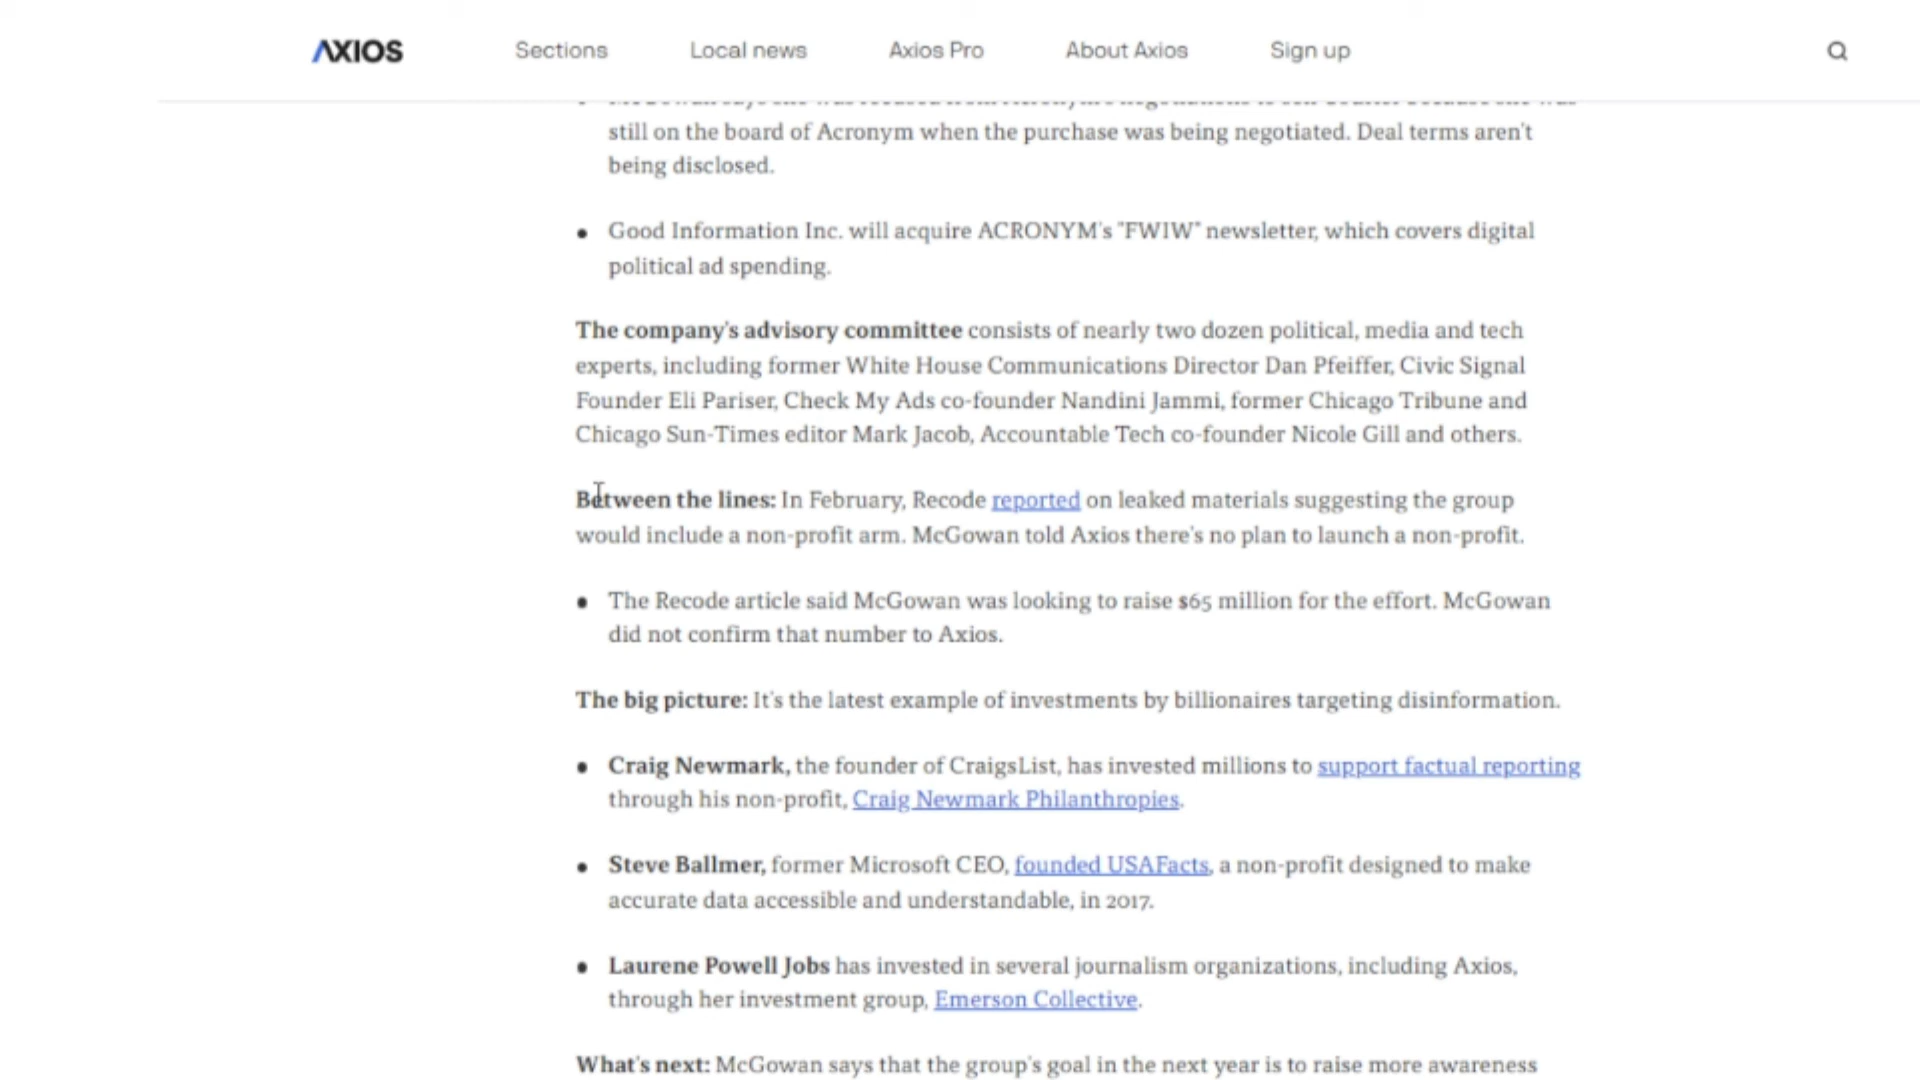 AXIOS Sections Local news Axios Pro About Axios Sign up
still on the board of Acronym when the purchase was being negotiated. Deal terms aren't
being disclosed.
• Good Information Inc. will acquire ACRONYM's "FWIW" newsletter, which covers digital
political ad spending.
The company's advisory committee consists of nearly two dozen political, media and tech
experts, including former White House Communications Director Dan Pfeiffer, Civic Signal
Founder Eli Pariser, Check My Ads co-founder Nandini Jammi, former Chicago Tribune and
Chicago Sun-Times editor Mark Jacob, Accountable Tech co-founder Nicole Gill and others.
Between the lines: In February, Recode reported on leaked materials suggesting the group
would include a non-profit arm. McGowan told Axios there's no plan to launch a non-profit.
• The Recode article said McGowan was looking to raise $65 million for the effort. McGowan
did not confirm that number to Axios.
The big picture: It's the latest example of investments by billionaires targeting disinformation.
• Craig Newmark, the founder of CraigsList, has invested millions to support factual reporting
through his non-profit, Craig Newmark Philanthropies.
• Steve Ballmer, former Microsoft CEO, founded USAFacts, a non-profit designed to make
accurate data accessible and understandable, in 2017.
• Laurene Powell Jobs has invested in several journalism organizations, including Axios,
through her investment group, Emerson Collective.
What's next: McGowan says that the group's goal in the next year is to raise more awareness